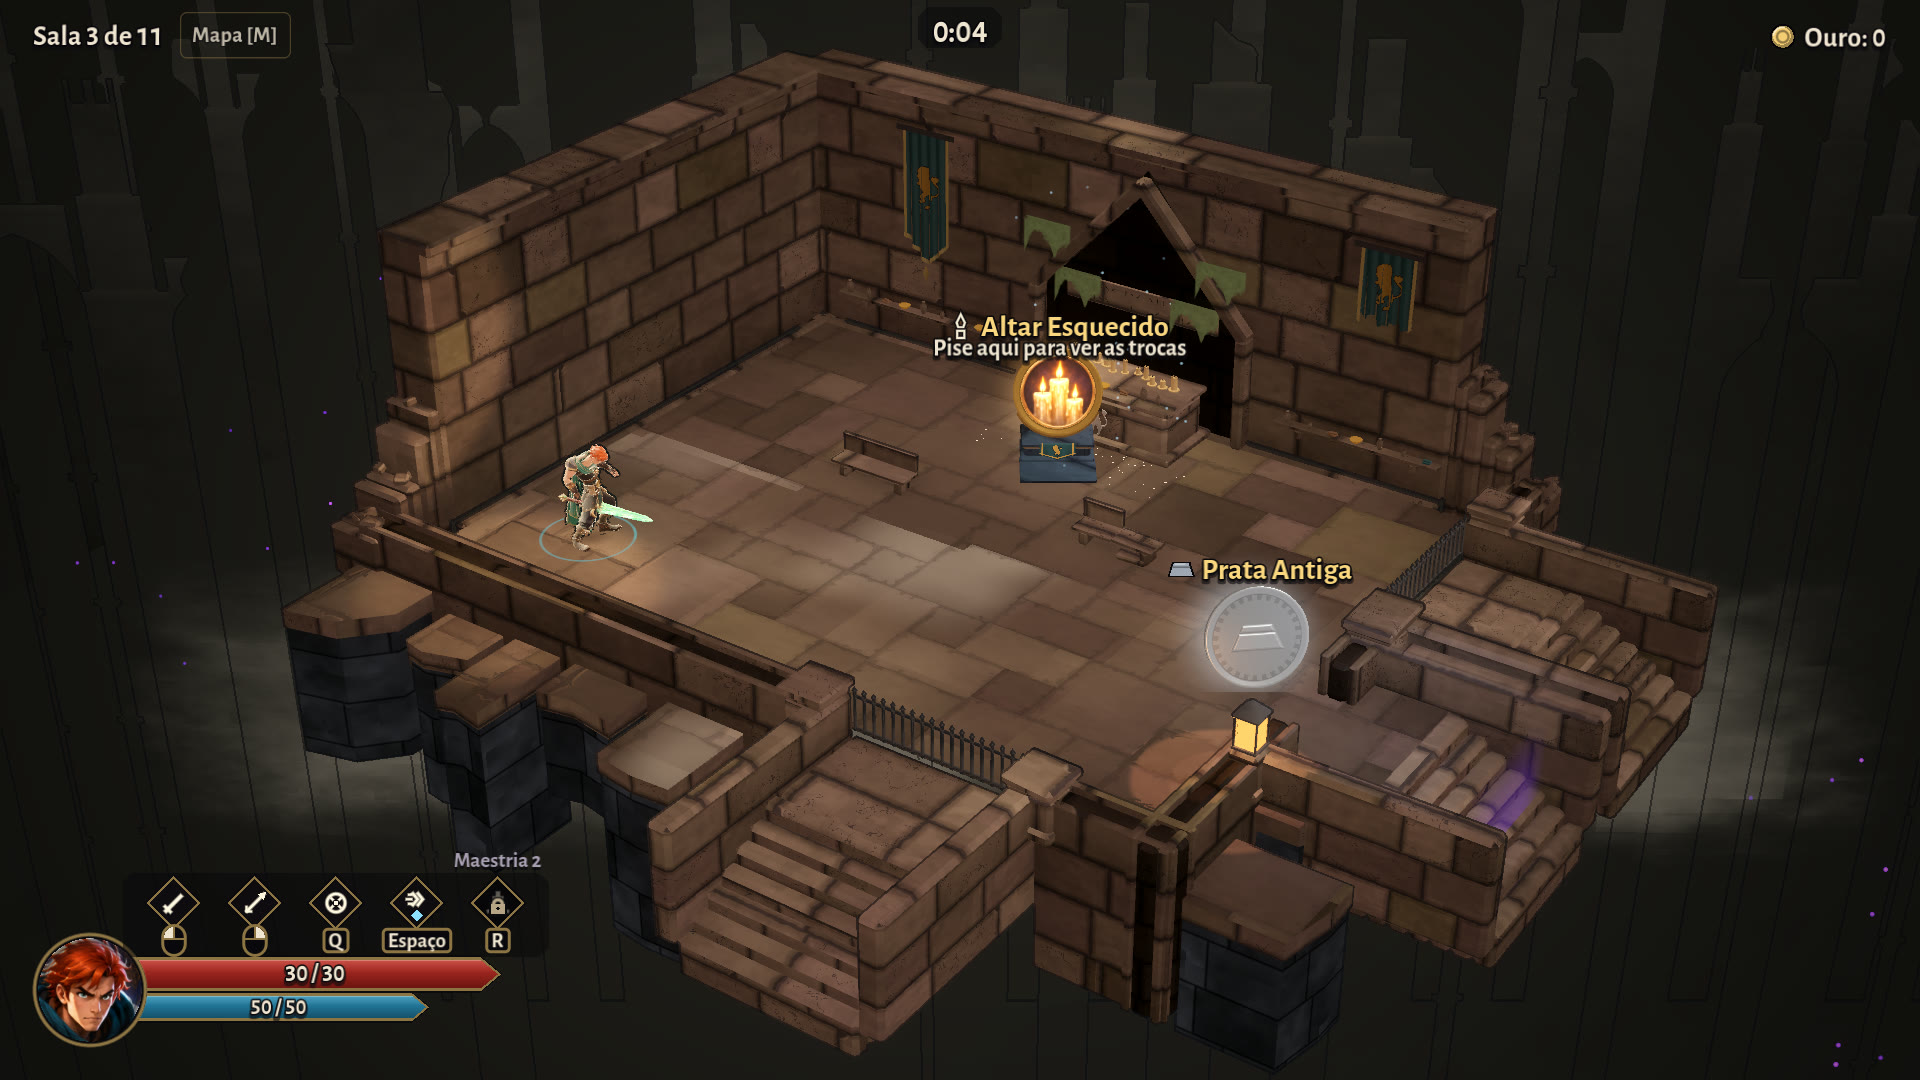 Sala 3 de 11
Mapa [M]
0:04
Ouro: 0
Altar Esquecido
Pise aqui para ver as trocas
Prata Antiga
Maestria 2
Q
Espaço
R
30/30
50/50